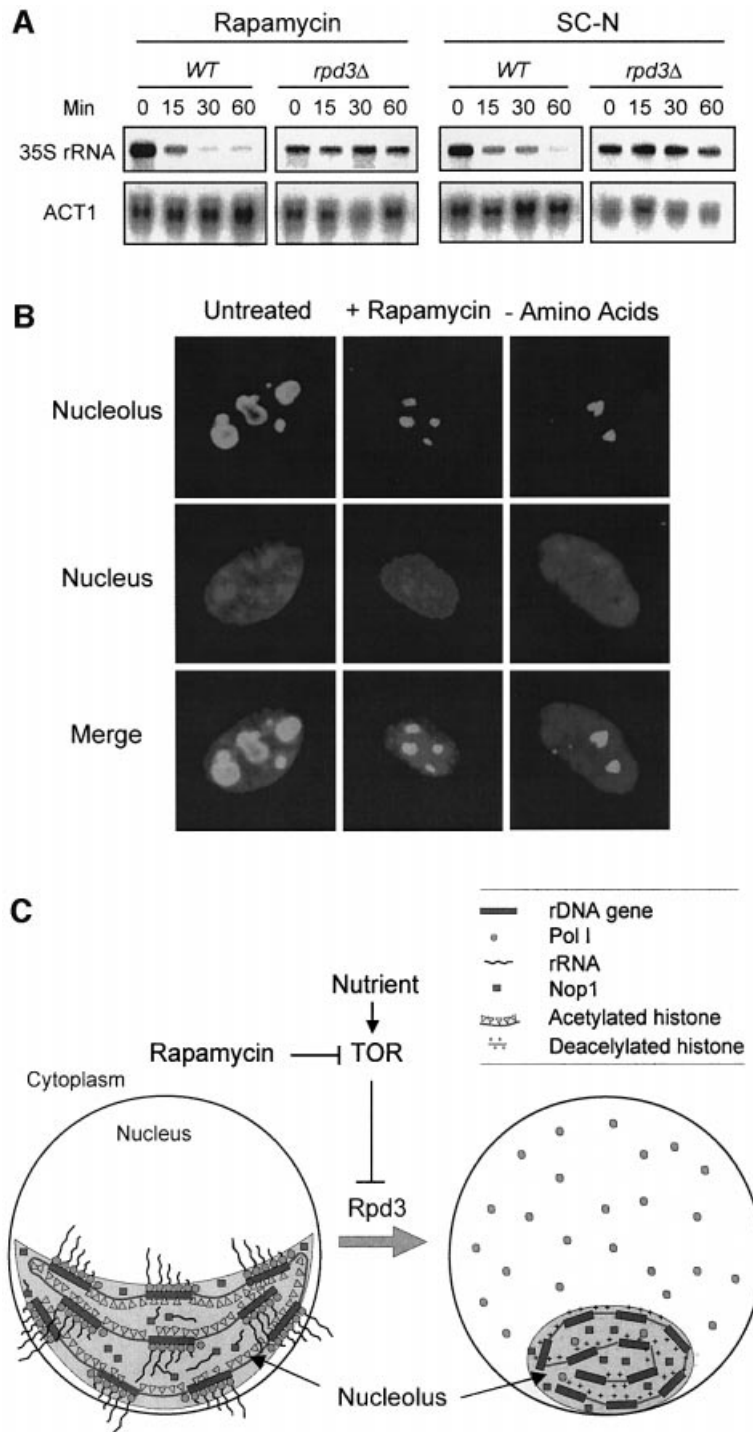 A
Rapamycin SC-N
WT rpd3Δ WT rpd3Δ
Min 0 15 30 60 0 15 30 60 0 15 30 60 0 15 30 60
35S rRNA
ACT1
B
Untreated + Rapamycin - Amino Acids
Nucleolus
Nucleus
Merge
C
rDNA gene
Pol I
rRNA
Nop1
Acetylated histone
Deacelylated histone
Nutrient
Rapamycin TOR
Cytoplasm
Nucleus
Rpd3
Nucleolus